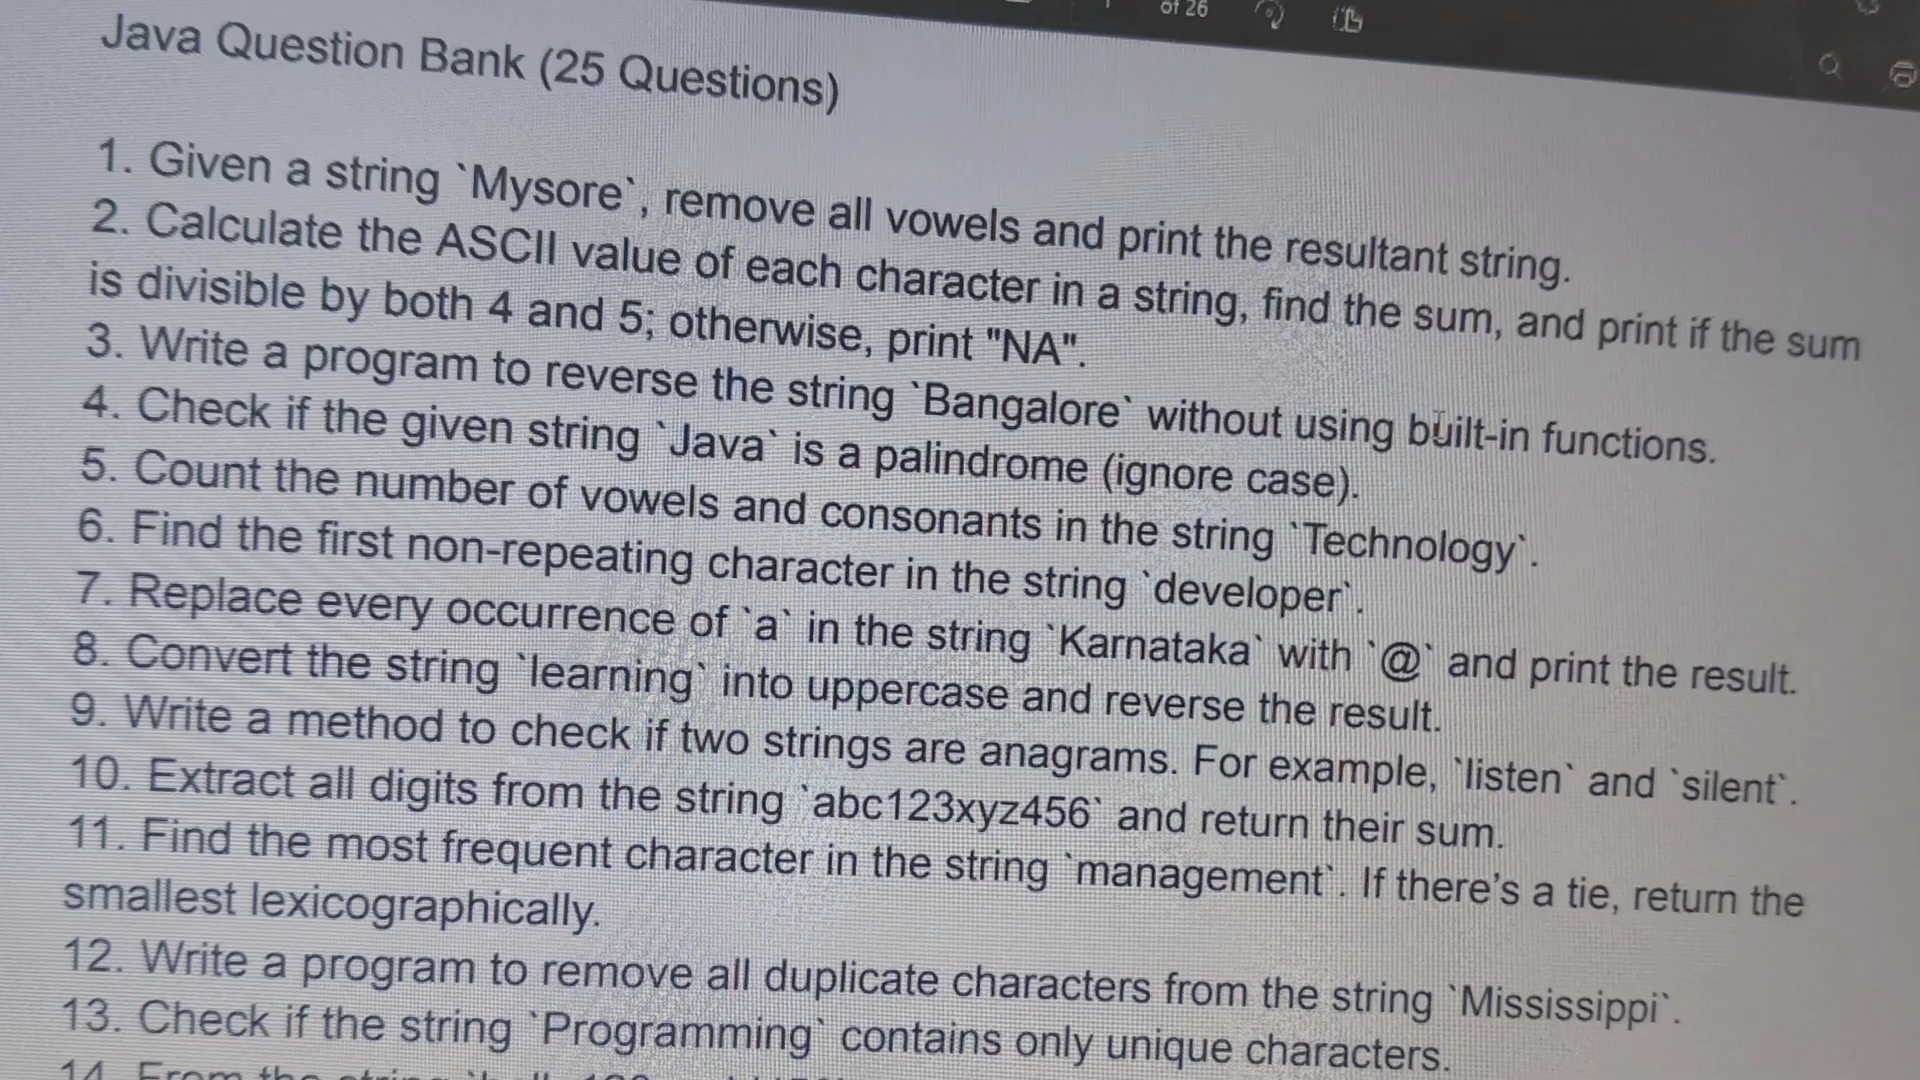 of 26
Java Question Bank (25 Questions)
1. Given a string `Mysore`, remove all vowels and print the resultant string.
2. Calculate the ASCII value of each character in a string, find the sum, and print if the sum
is divisible by both 4 and 5; otherwise, print "NA".
3. Write a program to reverse the string `Bangalore` without using built-in functions.
4. Check if the given string `Java` is a palindrome (ignore case).
5. Count the number of vowels and consonants in the string `Technology`.
6. Find the first non-repeating character in the string `developer`.
7. Replace every occurrence of `a` in the string `Karnataka` with `@` and print the result.
8. Convert the string `learning` into uppercase and reverse the result.
9. Write a method to check if two strings are anagrams. For example, `listen` and `silent`.
10. Extract all digits from the string `abc123xyz456` and return their sum.
11. Find the most frequent character in the string `management`. If there's a tie, return the
smallest lexicographically.
12. Write a program to remove all duplicate characters from the string `Mississippi`.
13. Check if the string `Programming` contains only unique characters.
14. From the string